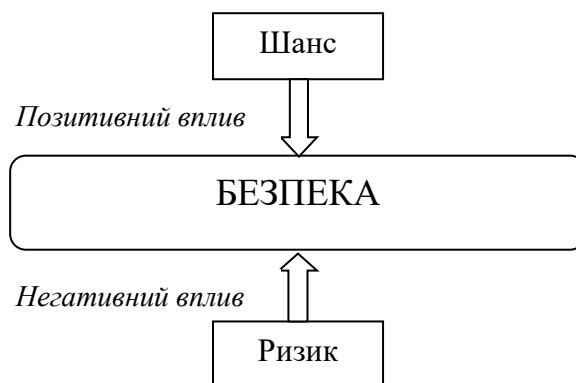 Шанс
Позитивний вплив
БЕЗПЕКА
Негативний вплив
Ризик